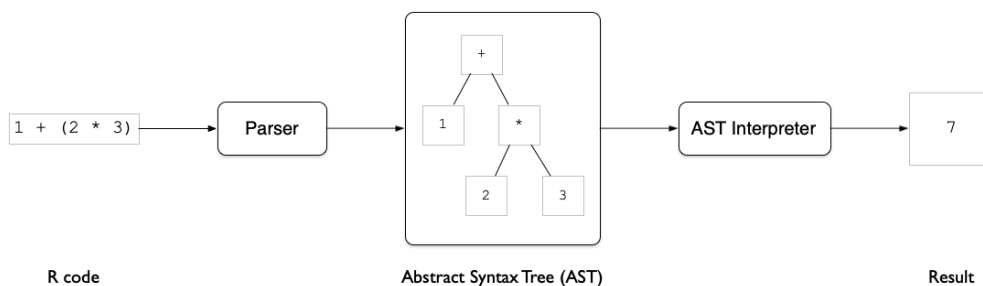 1 + (2 * 3)
Parser
+
1
*
2
3
AST Interpreter
7
R code
Abstract Syntax Tree (AST)
Result